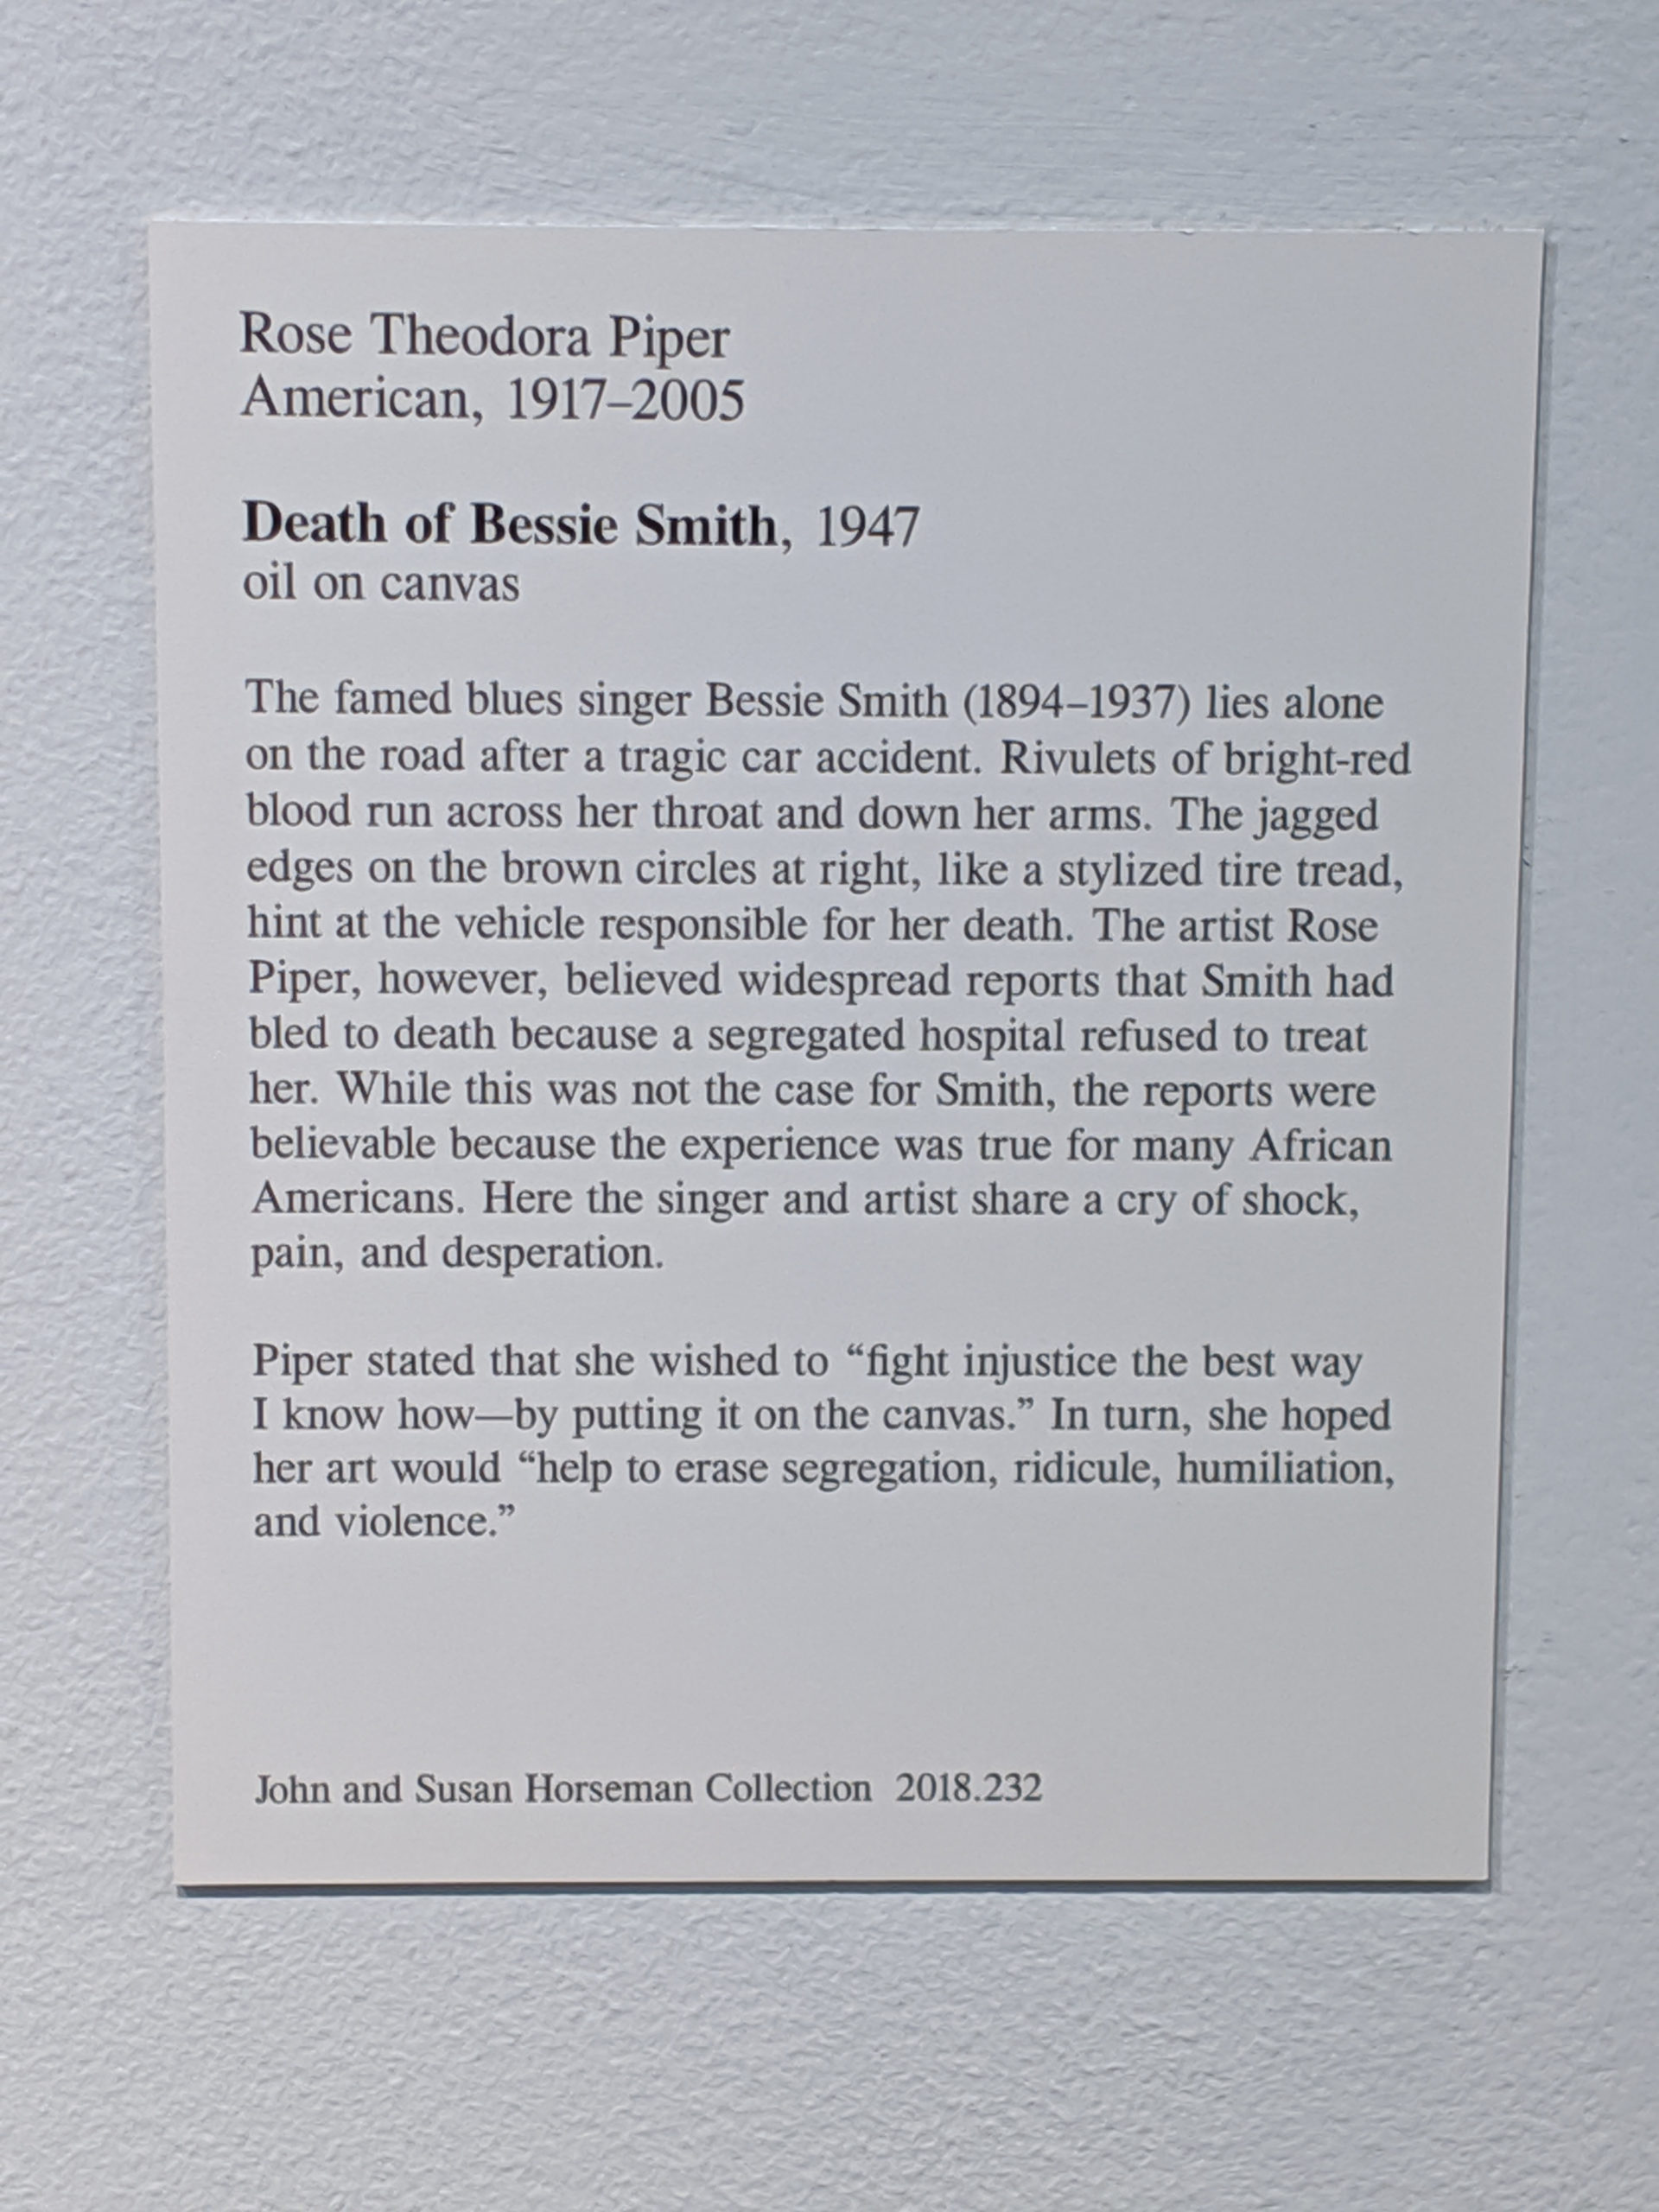 Rose Theodora Piper
American, 1917–2005
Death of Bessie Smith, 1947
oil on canvas
The famed blues singer Bessie Smith (1894–1937) lies alone
on the road after a tragic car accident. Rivulets of bright-red
blood run across her throat and down her arms. The jagged
edges on the brown circles at right, like a stylized tire tread,
hint at the vehicle responsible for her death. The artist Rose
Piper, however, believed widespread reports that Smith had
bled to death because a segregated hospital refused to treat
her. While this was not the case for Smith, the reports were
believable because the experience was true for many African
Americans. Here the singer and artist share a cry of shock,
pain, and desperation.
Piper stated that she wished to “fight injustice the best way
I know how—by putting it on the canvas.” In turn, she hoped
her art would “help to erase segregation, ridicule, humiliation,
and violence.”
John and Susan Horseman Collection 2018.232